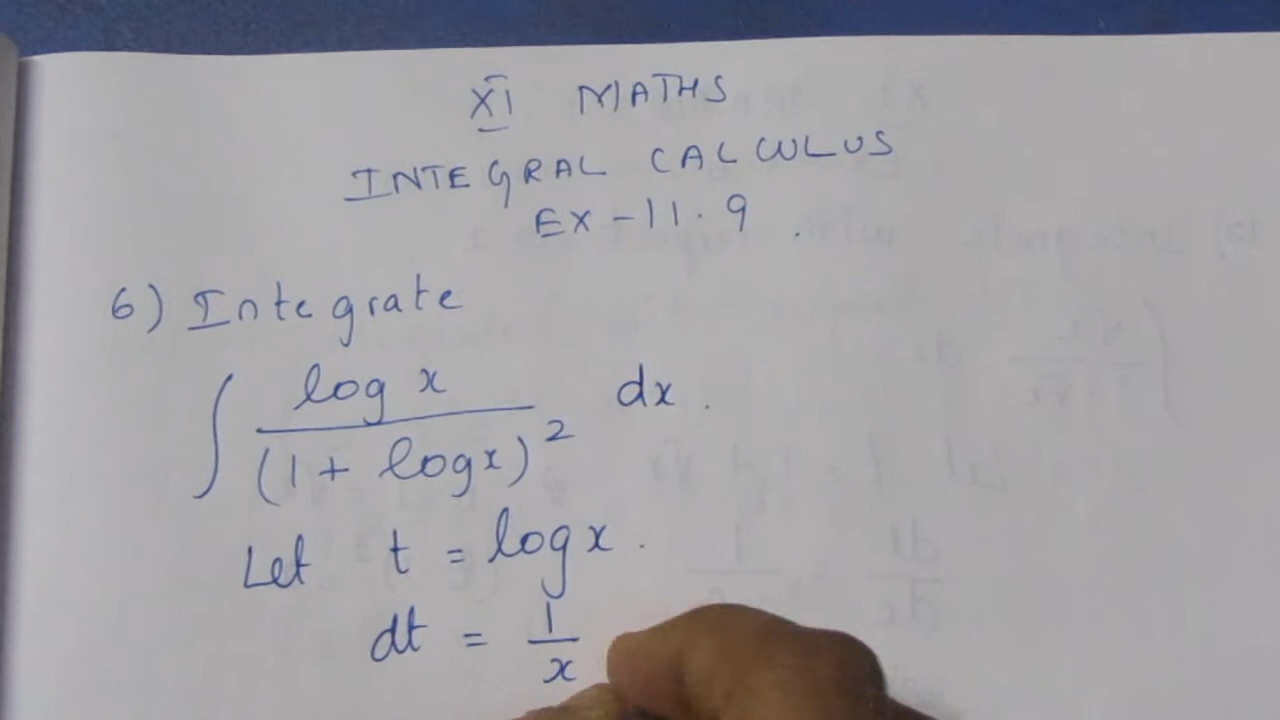 XI MATHS
INTEGRAL CALCULUS
EX-11.9.
6) Integrate
∫ log x / (1 + log x)² dx.
Let t = log x.
dt = 1/x